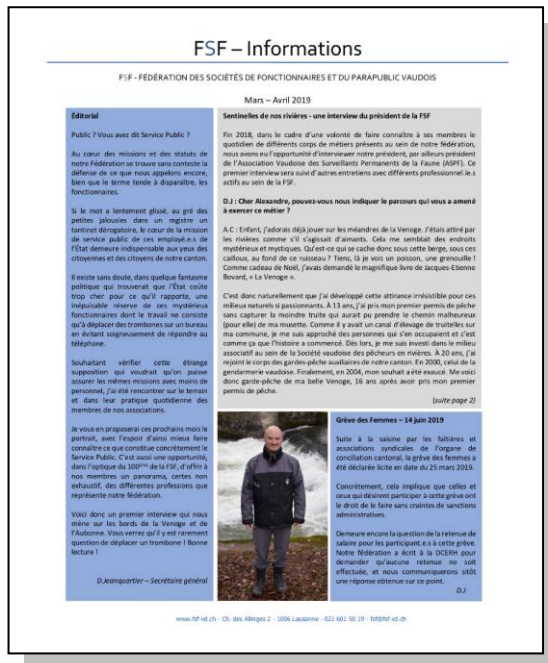 FSF – Informations
FSF - FÉDÉRATION DES SOCIÉTÉS DE FONCTIONNAIRES ET DU PARAPUBLIC VAUDOIS
Mars – Avril 2019
Éditorial
Public ? Vous avez dit Service Public ?
Au cœur des missions et des statuts de
notre Fédération se trouve sans conteste la
défense de ce que nous appelons encore,
bien que le terme tende à disparaître, les
fonctionnaires.
Si le mot a lentement glissé, au gré des
petites jalousies dans un registre un
tantinet dérogatoire, le cœur de la mission
de service public de ces employé.e.s de
l'État demeure indispensable aux yeux des
citoyennes et des citoyens de notre canton.
Il existe sans doute, dans quelque fantasme
politique qui trouverait que l'État coûte
trop cher pour ce qu'il rapporte, une
inépuisable réserve de ces mystérieux
fonctionnaires dont le travail ne consiste
qu'à déplacer des trombones sur un bureau
en évitant soigneusement de répondre au
téléphone.
Souhaitant vérifier cette étrange
supposition qui voudrait qu'on puisse
assurer les mêmes missions avec moins de
personnel, j'ai été rencontrer sur le terrain
et dans leur pratique quotidienne des
membres de nos associations.
Je vous en proposerai ces prochains mois le
portrait, avec l'espoir d'ainsi mieux faire
connaître ce que constitue concrètement le
Service Public. C'est aussi une opportunité,
dans l'optique du 100ème de la FSF, d'offrir à
nos membres un panorama, certes non
exhaustif, des différentes professions que
représente notre fédération.
Voici donc un premier interview qui nous
mène sur les bords de la Venoge et de
l'Aubonne. Vous verrez qu'il y est rarement
question de déplacer un trombone ! Bonne
lecture !
D.Jeanquartier – Secrétaire général
Sentinelles de nos rivières - une interview du président de la FSF
Fin 2018, dans le cadre d'une volonté de faire connaître à ses membres le
quotidien de différents corps de métiers présents au sein de notre fédération,
nous avons eu l'opportunité d'interviewer notre président, par ailleurs président
de l'Association Vaudoise des Surveillants Permanents de la Faune (ASPF). Ce
premier interview sera suivi d'autres entretiens avec différents professionnel.le.s
actifs au sein de la FSF.
D.J : Cher Alexandre, pouvez-vous nous indiquer le parcours qui vous a amené
à exercer ce métier ?
A.C : Enfant, j'adorais déjà jouer sur les méandres de la Venoge. J'étais attiré par
les rivières comme s'il s'agissait d'aimants. Cela me semblait des endroits
mystérieux et mystiques. Qu'est-ce qui se cache donc sous cette berge, sous ces
cailloux, au fond de ce ruisseau ? Tiens, là je vois un poisson, une grenouille !
Comme cadeau de Noël, j'avais demandé le magnifique livre de Jacques-Etienne
Bovard, « La Venoge ».
C'est donc naturellement que j'ai développé cette attirance irrésistible pour ces
milieux naturels si passionnants. À 13 ans, j'ai pris mon premier permis de pêche
sans capturer la moindre truite qui aurait pu prendre le chemin malheureux
(pour elle) de ma musette. Comme il y avait un canal d'élevage de truitelles sur
ma commune, je me suis approché des personnes qui s'en occupaient et c'est
comme ça que l'histoire a commencé. Dès lors, je me suis investi dans le milieu
associatif au sein de la Société vaudoise des pêcheurs en rivières. À 20 ans, j'ai
rejoint le corps des gardes-pêche auxiliaires de notre canton. En 2000, celui de la
gendarmerie vaudoise. Finalement, en 2004, mon souhait a été exaucé. Me voici
donc garde-pêche de ma belle Venoge, 16 ans après avoir pris mon premier
permis de pêche.
(suite page 2)
Grève des Femmes – 14 juin 2019
Suite à la saisine par les faîtières et
associations syndicales de l'organe de
conciliation cantonal, la grève des femmes a
été déclarée licite en date du 25 mars 2019.
Concrètement, cela implique que celles et
ceux qui désirent participer à cette grève ont
le droit de le faire sans craintes de sanctions
administratives.
Demeure encore la question de la retenue de
salaire pour les participant.e.s à cette grève.
Notre fédération a écrit à la DCERH pour
demander qu'aucune retenue ne soit
effectuée, et nous communiquerons sitôt
une réponse obtenue sur ce point.
D.J
www.fsf-vd.ch - Ch. des Allinges 2 - 1006 Lausanne - 021 601 50 19 - fsf@fsf-vd.ch